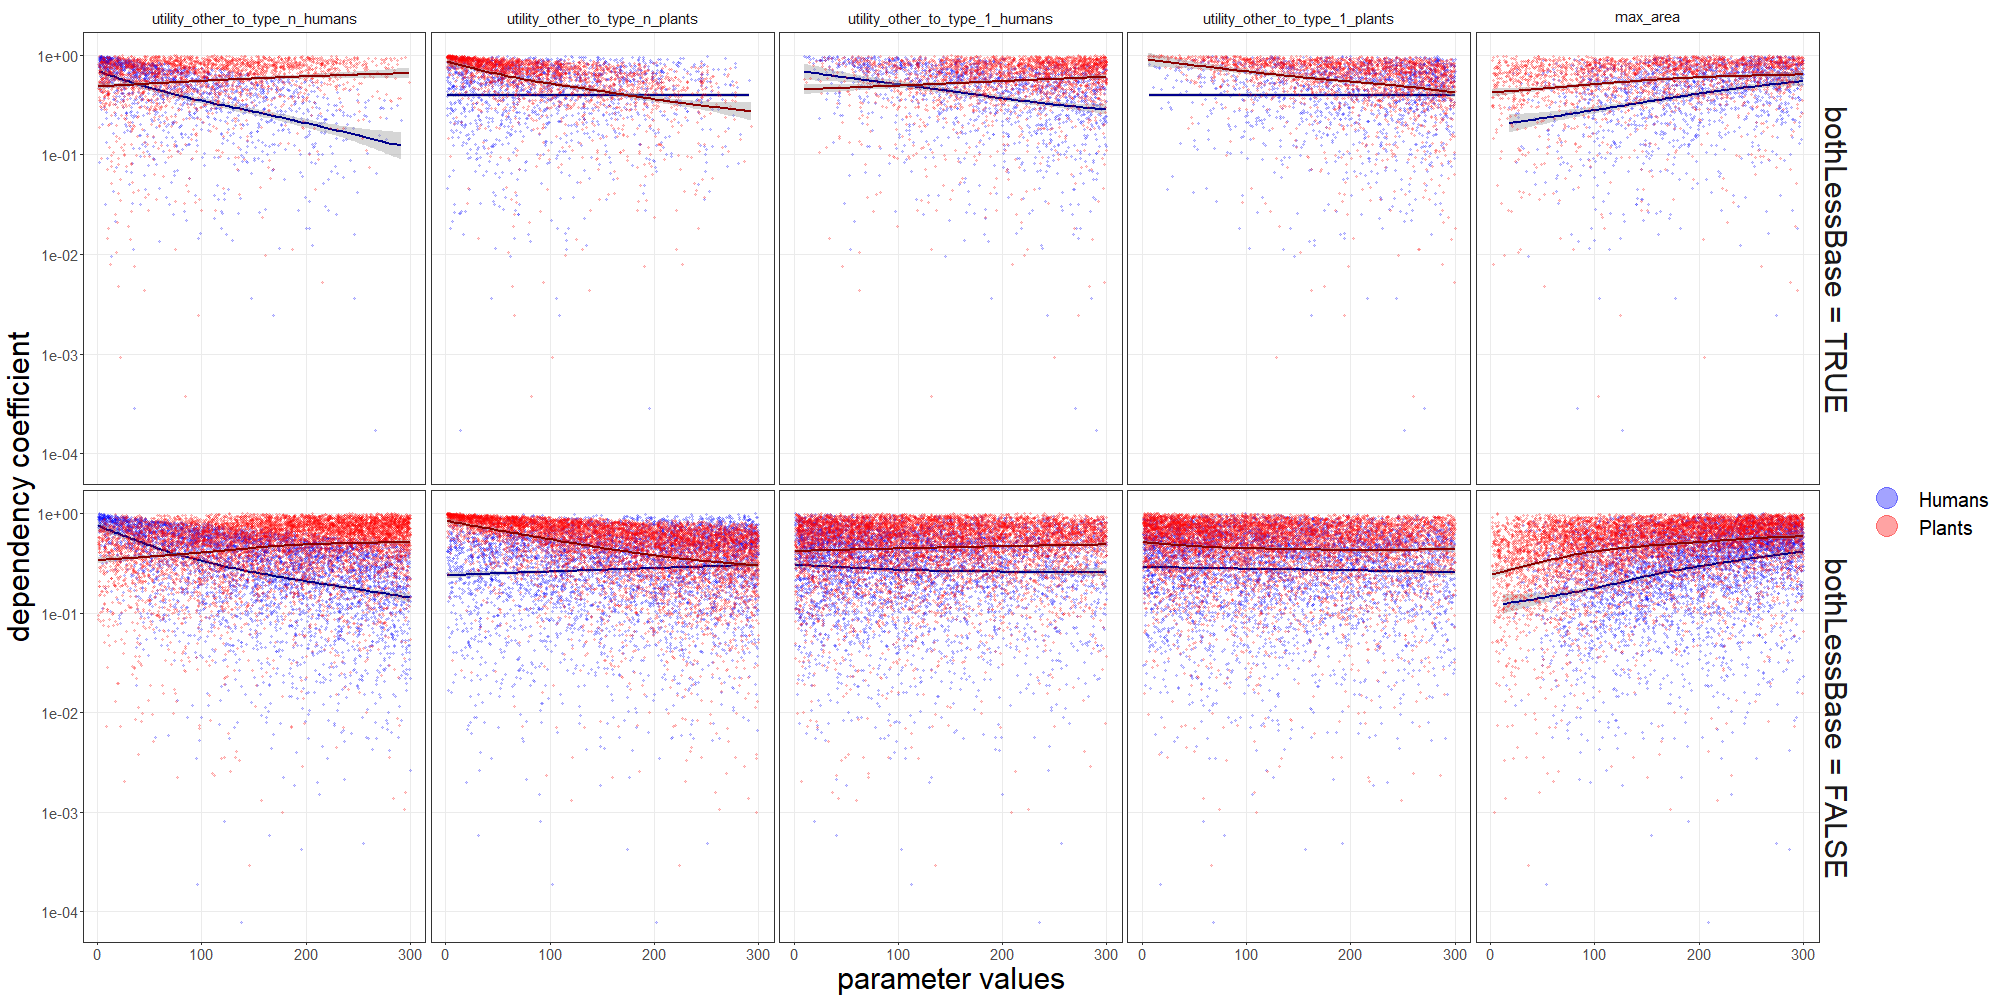 utility_other_to_type_n_humans
utility_other_to_type_n_plants
utility_other_to_type_1_humans
utility_other_to_type_1_plants
max_area
1e+00
1e-01
1e-02
1e-03
1e-04
bothLessBase = TRUE
1e+00
1e-01
1e-02
1e-03
1e-04
bothLessBase = FALSE
dependency coefficient
0 100 200 300
0 100 200 300
0 100 200 300
0 100 200 300
0 100 200 300
parameter values
Humans
Plants